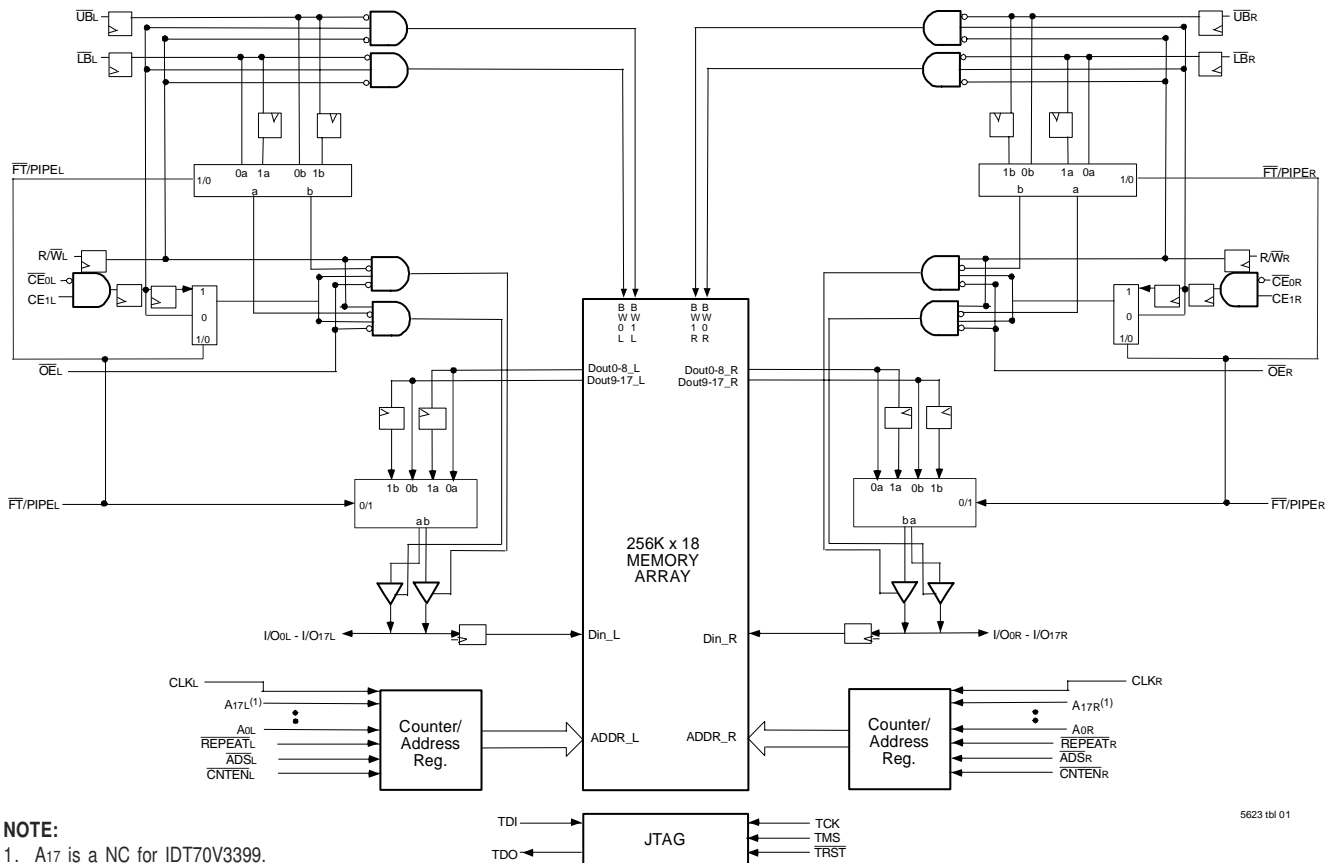 UBL
UBR
LBL
LBR
0a 1a 0b 1b
1b 0b 1a 0a
FT/PIPEL
1/0
1/0
FT/PIPER
a b
b a
R/WL
R/WR
CE0L
CE0R
CE1L
CE1R
1
0
1/0
1
0
1/0
BW0L BW1L BW1R BW0R
OEL
OER
Dout0-8_L
Dout9-17_L
Dout0-8_R
Dout9-17_R
1b 0b 1a 0a
0a 1a 0b 1b
FT/PIPEL
0/1
0/1
FT/PIPER
ab
ba
256K x 18
MEMORY
ARRAY
I/O0L - I/O17L
Din_L
Din_R
I/O0R - I/O17R
CLKL
CLKR
A17L(1)
A17R(1)
A0L
A0R
REPEATL
REPEATR
ADSL
ADSR
CNTENL
CNTENR
Counter/
Address
Reg.
ADDR_L
ADDR_R
Counter/
Address
Reg.
5623 tbl 01
TDI
TDO
JTAG
TCK
TMS
TRST
NOTE:
1. A17 is a NC for IDT70V3399.